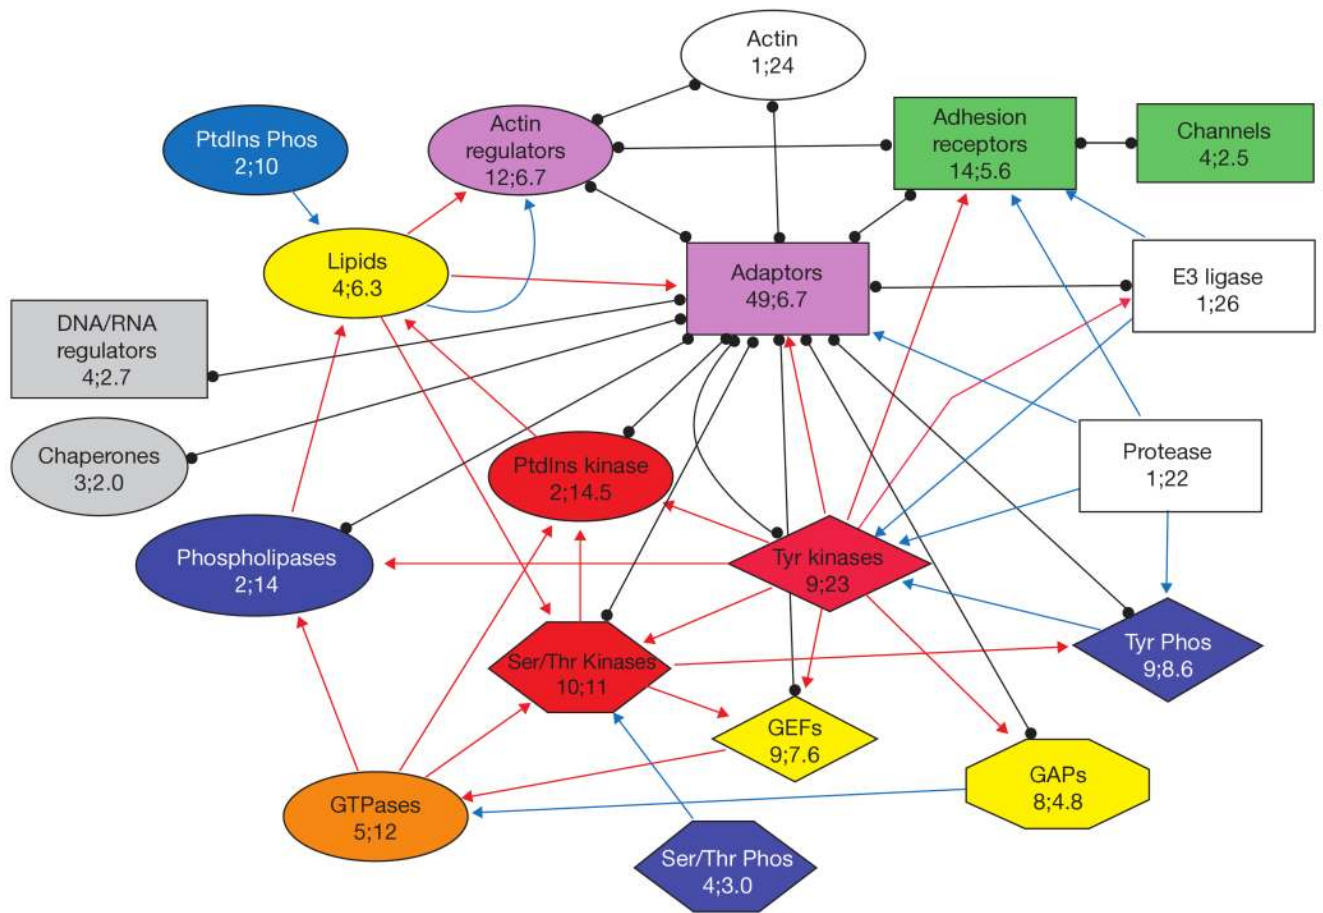 Actin
1;24
PtdIns Phos
2;10
Actin
regulators
12;6.7
Adhesion
receptors
14;5.6
Channels
4;2.5
Lipids
4;6.3
Adaptors
49;6.7
E3 ligase
1;26
DNA/RNA
regulators
4;2.7
Chaperones
3;2.0
PtdIns kinase
2;14.5
Protease
1;22
Phospholipases
2;14
Tyr kinases
9;23
Ser/Thr Kinases
10;11
Tyr Phos
9;8.6
GEFs
9;7.6
GAPs
8;4.8
GTPases
5;12
Ser/Thr Phos
4;3.0